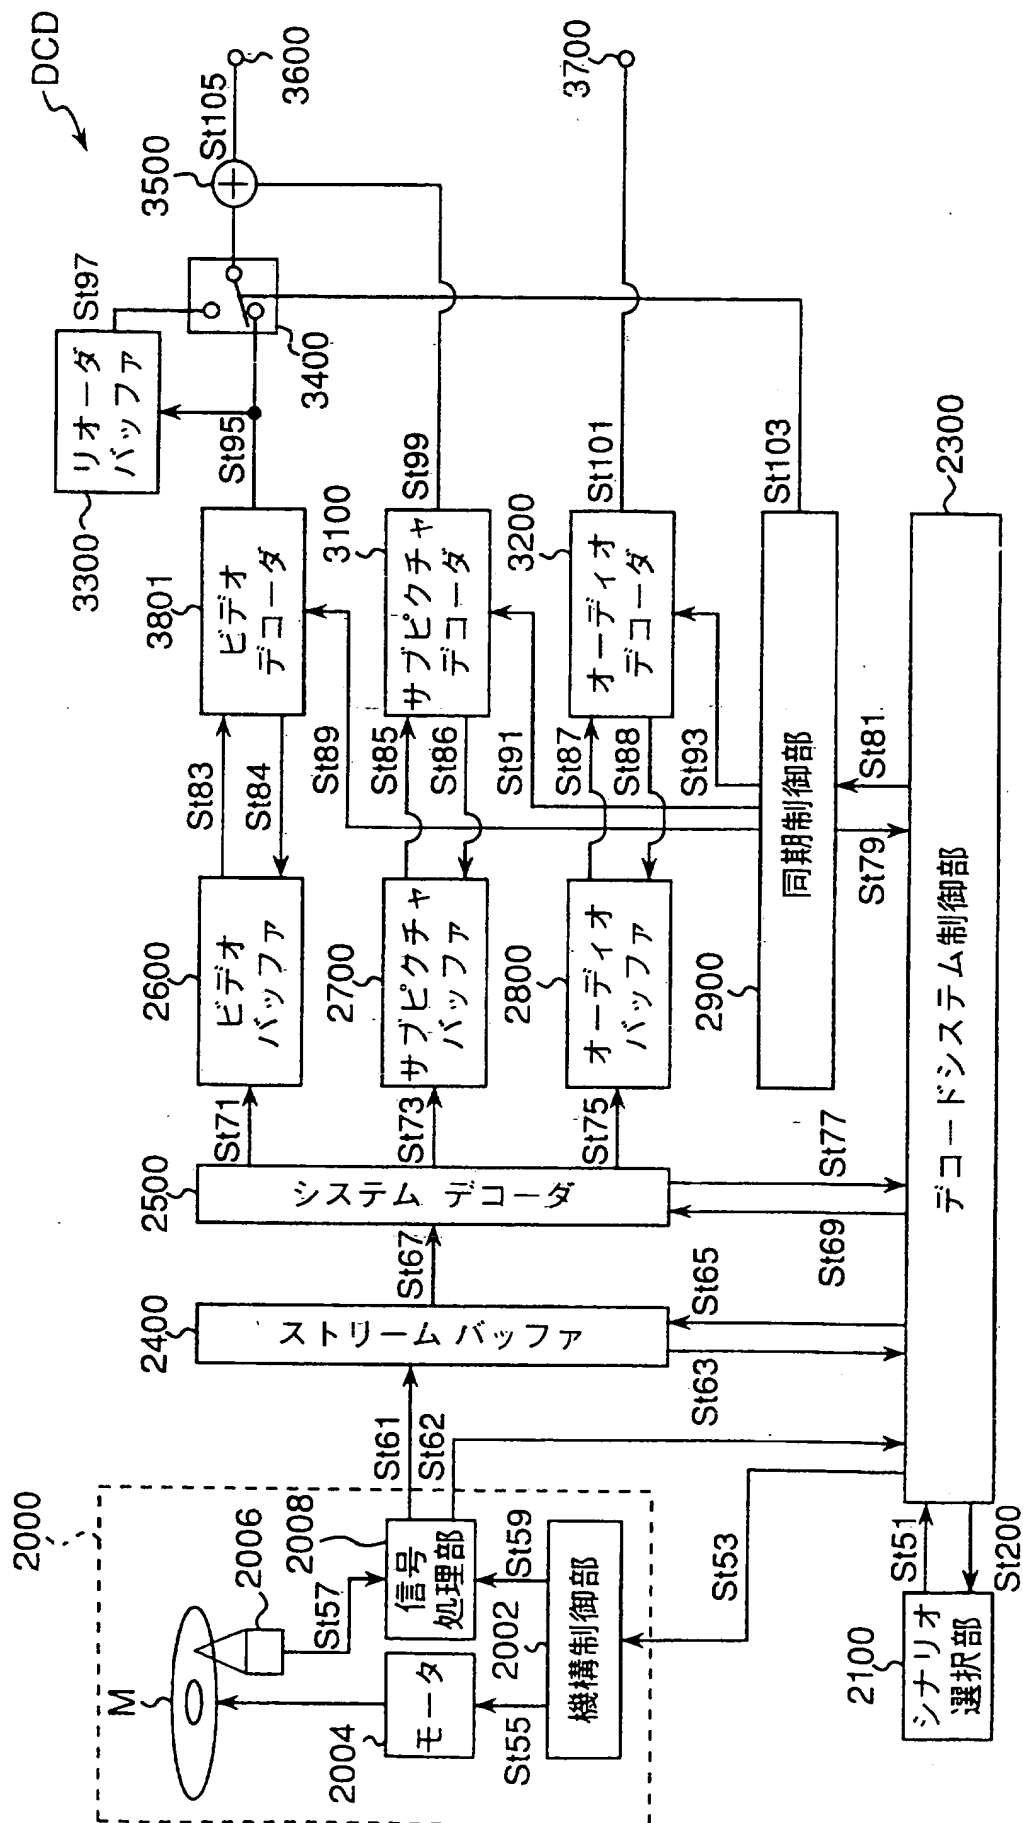 DCD
2000
M
2006
2008
St57
信号
処理部
2004
モータ
2002
St55
St59
機構制御部
St61
St62
St53
2100
シナリオ
選択部
St51
St200
2400
ストリーム バッファ
St63
St65
St67
2500
システム デコーダ
St69
St77
St71
St73
St75
2600
ビデオ
バッファ
2700
サブピクチャ
バッファ
2800
オーディオ
バッファ
2900
同期制御部
St79
St81
St83
St84
St89
St85
St86
St91
St87
St88
St93
3801
ビデオ
デコーダ
3100
サブピクチャ
デコーダ
3200
オーディオ
デコーダ
2300
デコードシステム制御部
St95
St99
St101
St103
3300
リオーダ
バッファ
St97
3400
3500
St105
3600
3700